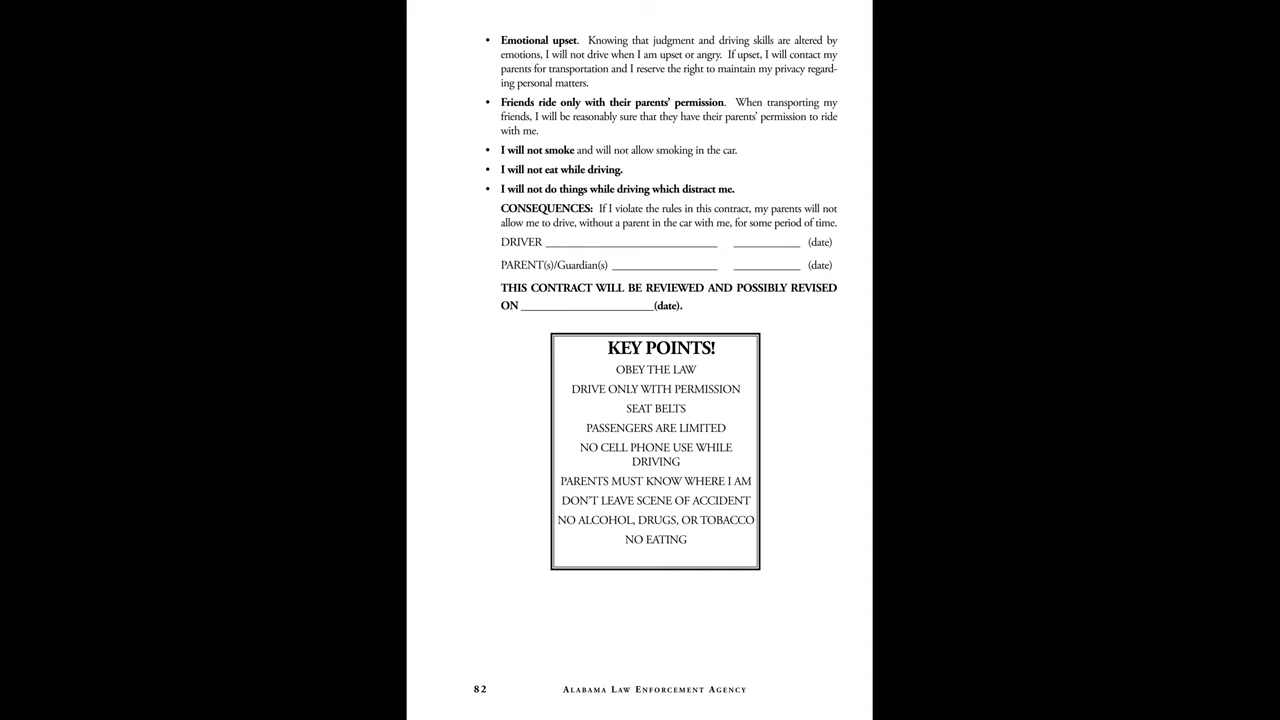 • Emotional upset. Knowing that judgment and driving skills are altered by
emotions, I will not drive when I am upset or angry. If upset, I will contact my
parents for transportation and I reserve the right to maintain my privacy regard-
ing personal matters.
• Friends ride only with their parents' permission. When transporting my
friends, I will be reasonably sure that they have their parents' permission to ride
with me.
• I will not smoke and will not allow smoking in the car.
• I will not eat while driving.
• I will not do things while driving which distract me.
CONSEQUENCES: If I violate the rules in this contract, my parents will not
allow me to drive, without a parent in the car with me, for some period of time.
DRIVER ______________________________ ____________ (date)
PARENT(s)/Guardian(s) ___________________ ____________ (date)
THIS CONTRACT WILL BE REVIEWED AND POSSIBLY REVISED
ON ________________________(date).
KEY POINTS!
OBEY THE LAW
DRIVE ONLY WITH PERMISSION
SEAT BELTS
PASSENGERS ARE LIMITED
NO CELL PHONE USE WHILE
DRIVING
PARENTS MUST KNOW WHERE I AM
DON'T LEAVE SCENE OF ACCIDENT
NO ALCOHOL, DRUGS, OR TOBACCO
NO EATING
82 Alabama Law Enforcement Agency